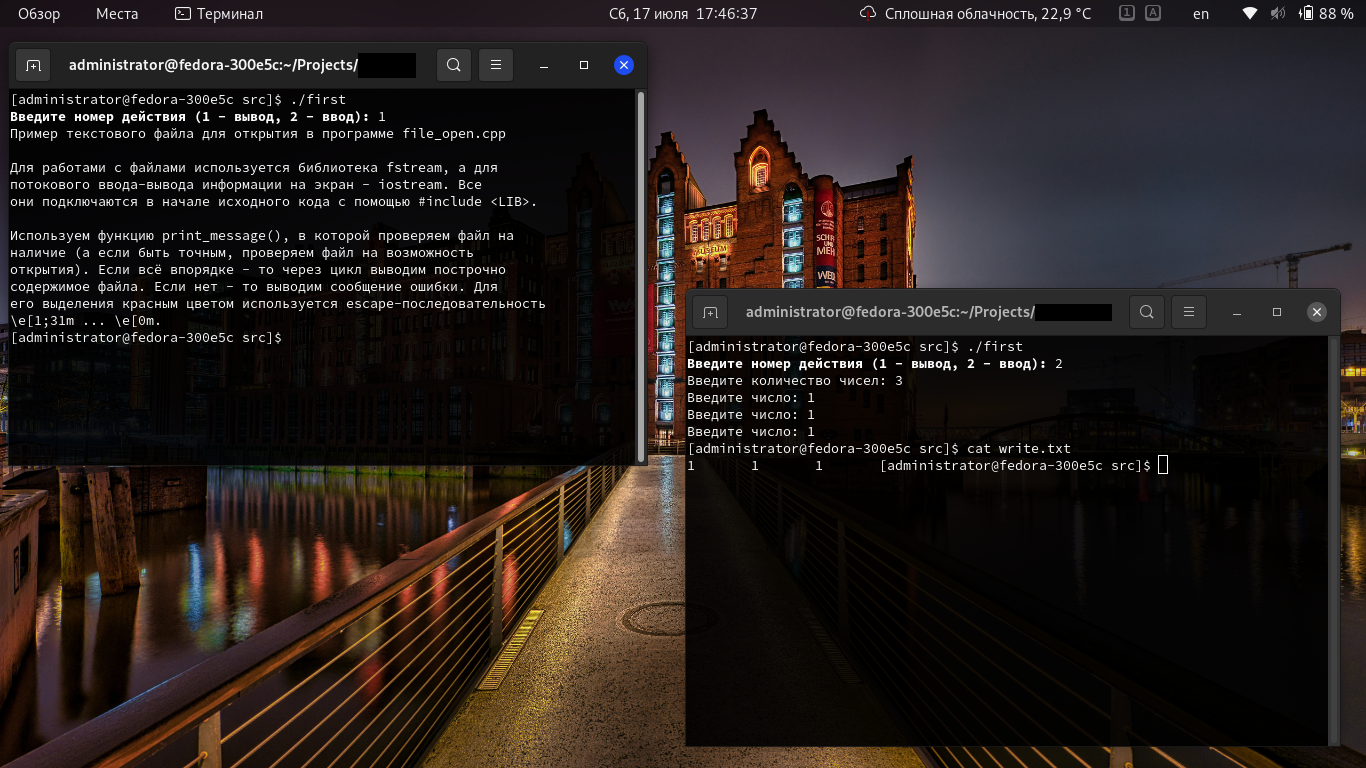 Обзор Места Терминал Сб, 17 июля 17:46:37 Сплошная облачность, 22,9 °C 1 A en 88 %
administrator@fedora-300e5c:~/Projects/
[administrator@fedora-300e5c src]$ ./first
Введите номер действия (1 - вывод, 2 - ввод): 1
Пример текстового файла для открытия в программе file_open.cpp
Для работами с файлами используется библиотека fstream, а для
потокового ввода-вывода информации на экран - iostream. Все
они подключаются в начале исходного кода с помощью #include <LIB>.
Используем функцию print_message(), в которой проверяем файл на
наличие (а если быть точным, проверяем файл на возможность
открытия). Если всё впорядке - то через цикл выводим построчно
содержимое файла. Если нет - то выводим сообщение ошибки. Для
его выделения красным цветом используется escape-последовательность
\e[1;31m ... \e[0m.
[administrator@fedora-300e5c src]$
MUSEUM
SCHIFF
UND
MEH
administrator@fedora-300e5c:~/Projects/
[administrator@fedora-300e5c src]$ ./first
Введите номер действия (1 - вывод, 2 - ввод): 2
Введите количество чисел: 3
Введите число: 1
Введите число: 1
Введите число: 1
[administrator@fedora-300e5c src]$ cat write.txt
1 1 1 [administrator@fedora-300e5c src]$